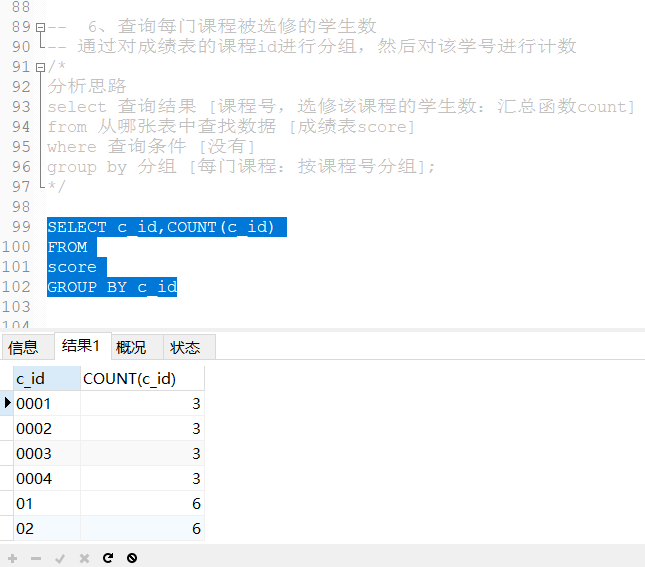 88
89 --  6、查询每门课程被选修的学生数
90 -- 通过对成绩表的课程id进行分组，然后对该学号进行计数
91 /*
92 分析思路
93 select 查询结果 [课程号，选修该课程的学生数：汇总函数count]
94 from 从哪张表中查找数据 [成绩表score]
95 where 查询条件 [没有]
96 group by 分组 [每门课程：按课程号分组];
97 */
98
99 SELECT c_id,COUNT(c_id)
100 FROM
101 score
102 GROUP BY c_id
103
104
信息 结果1 概况 状态
c_id COUNT(c_id)
0001 3
0002 3
0003 3
0004 3
01 6
02 6